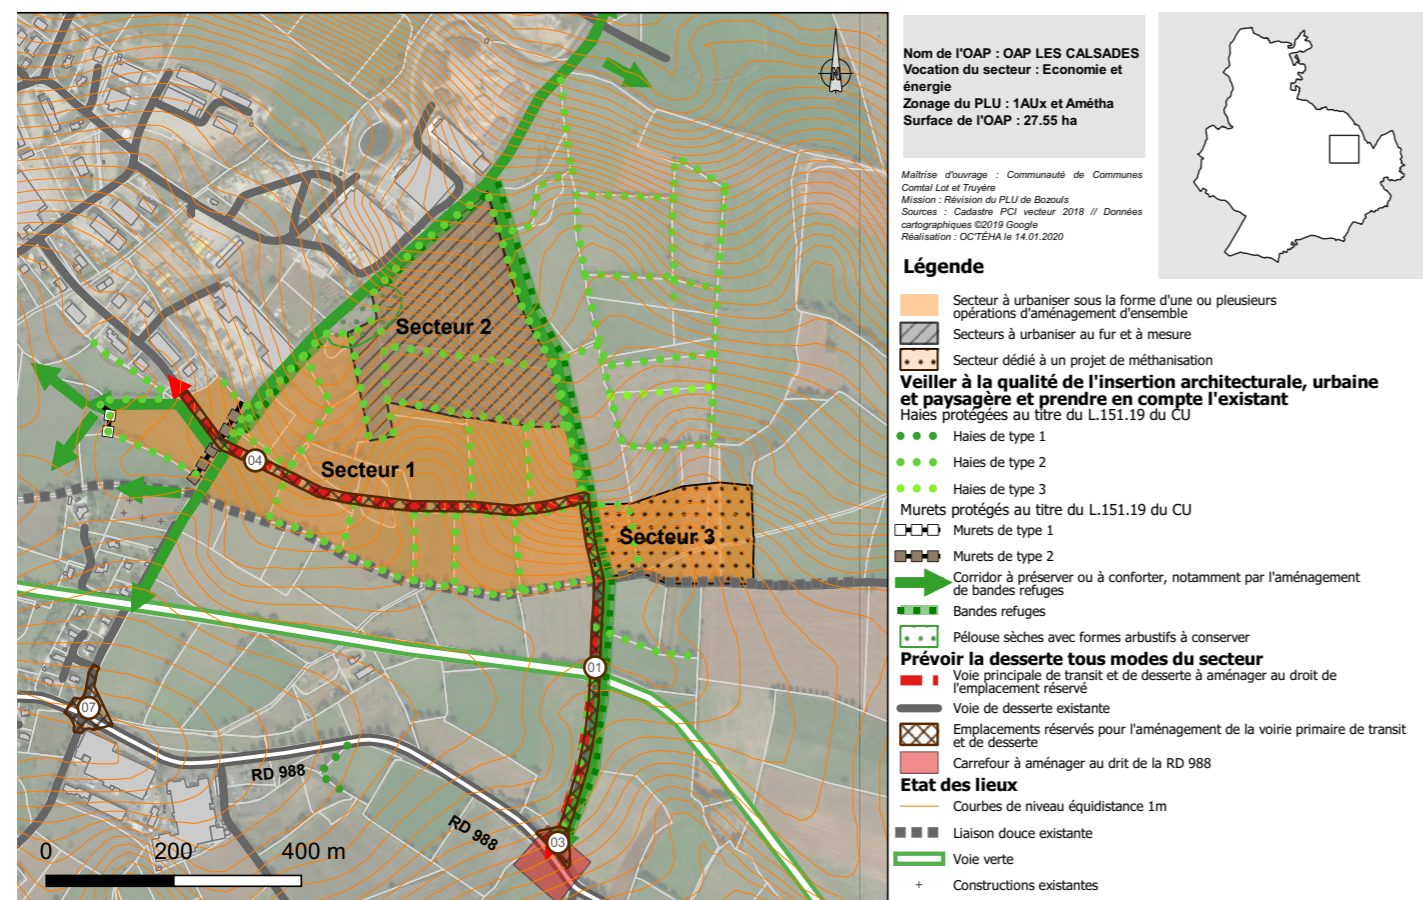 Nom de l'OAP : OAP LES CALSADES
Vocation du secteur : Economie et
énergie
Zonage du PLU : 1AUx et Amétha
Surface de l'OAP : 27.55 ha
Maîtrise d'ouvrage : Communauté de Communes
Comtal Lot et Truyère
Mission : Révision du PLU de Bozouls
Sources : Cadastre PCI vecteur 2018 // Données
cartographiques ©2019 Google
Réalisation : OC'TÉHA le 14.01.2020
Légende
Secteur à urbaniser sous la forme d'une ou pleusieurs
opérations d'aménagement d'ensemble
Secteurs à urbaniser au fur et à mesure
Secteur dédié à un projet de méthanisation
Veiller à la qualité de l'insertion architecturale, urbaine
et paysagère et prendre en compte l'existant
Haies protégées au titre du L.151.19 du CU
Haies de type 1
Haies de type 2
Haies de type 3
Murets protégés au titre du L.151.19 du CU
Murets de type 1
Murets de type 2
Corridor à préserver ou à conforter, notamment par l'aménagement
de bandes refuges
Bandes refuges
Pélouse sèches avec formes arbustifs à conserver
Prévoir la desserte tous modes du secteur
Voie principale de transit et de desserte à aménager au droit de
l'emplacement réservé
Voie de desserte existante
Emplacements réservés pour l'aménagement de la voirie primaire de transit
et de desserte
Carrefour à aménager au drit de la RD 988
Etat des lieux
Courbes de niveau équidistance 1m
Liaison douce existante
Voie verte
Constructions existantes
N
Secteur 2
Secteur 1
04
Secteur 3
01
07
RD 988
RD 988
03
0 200 400 m